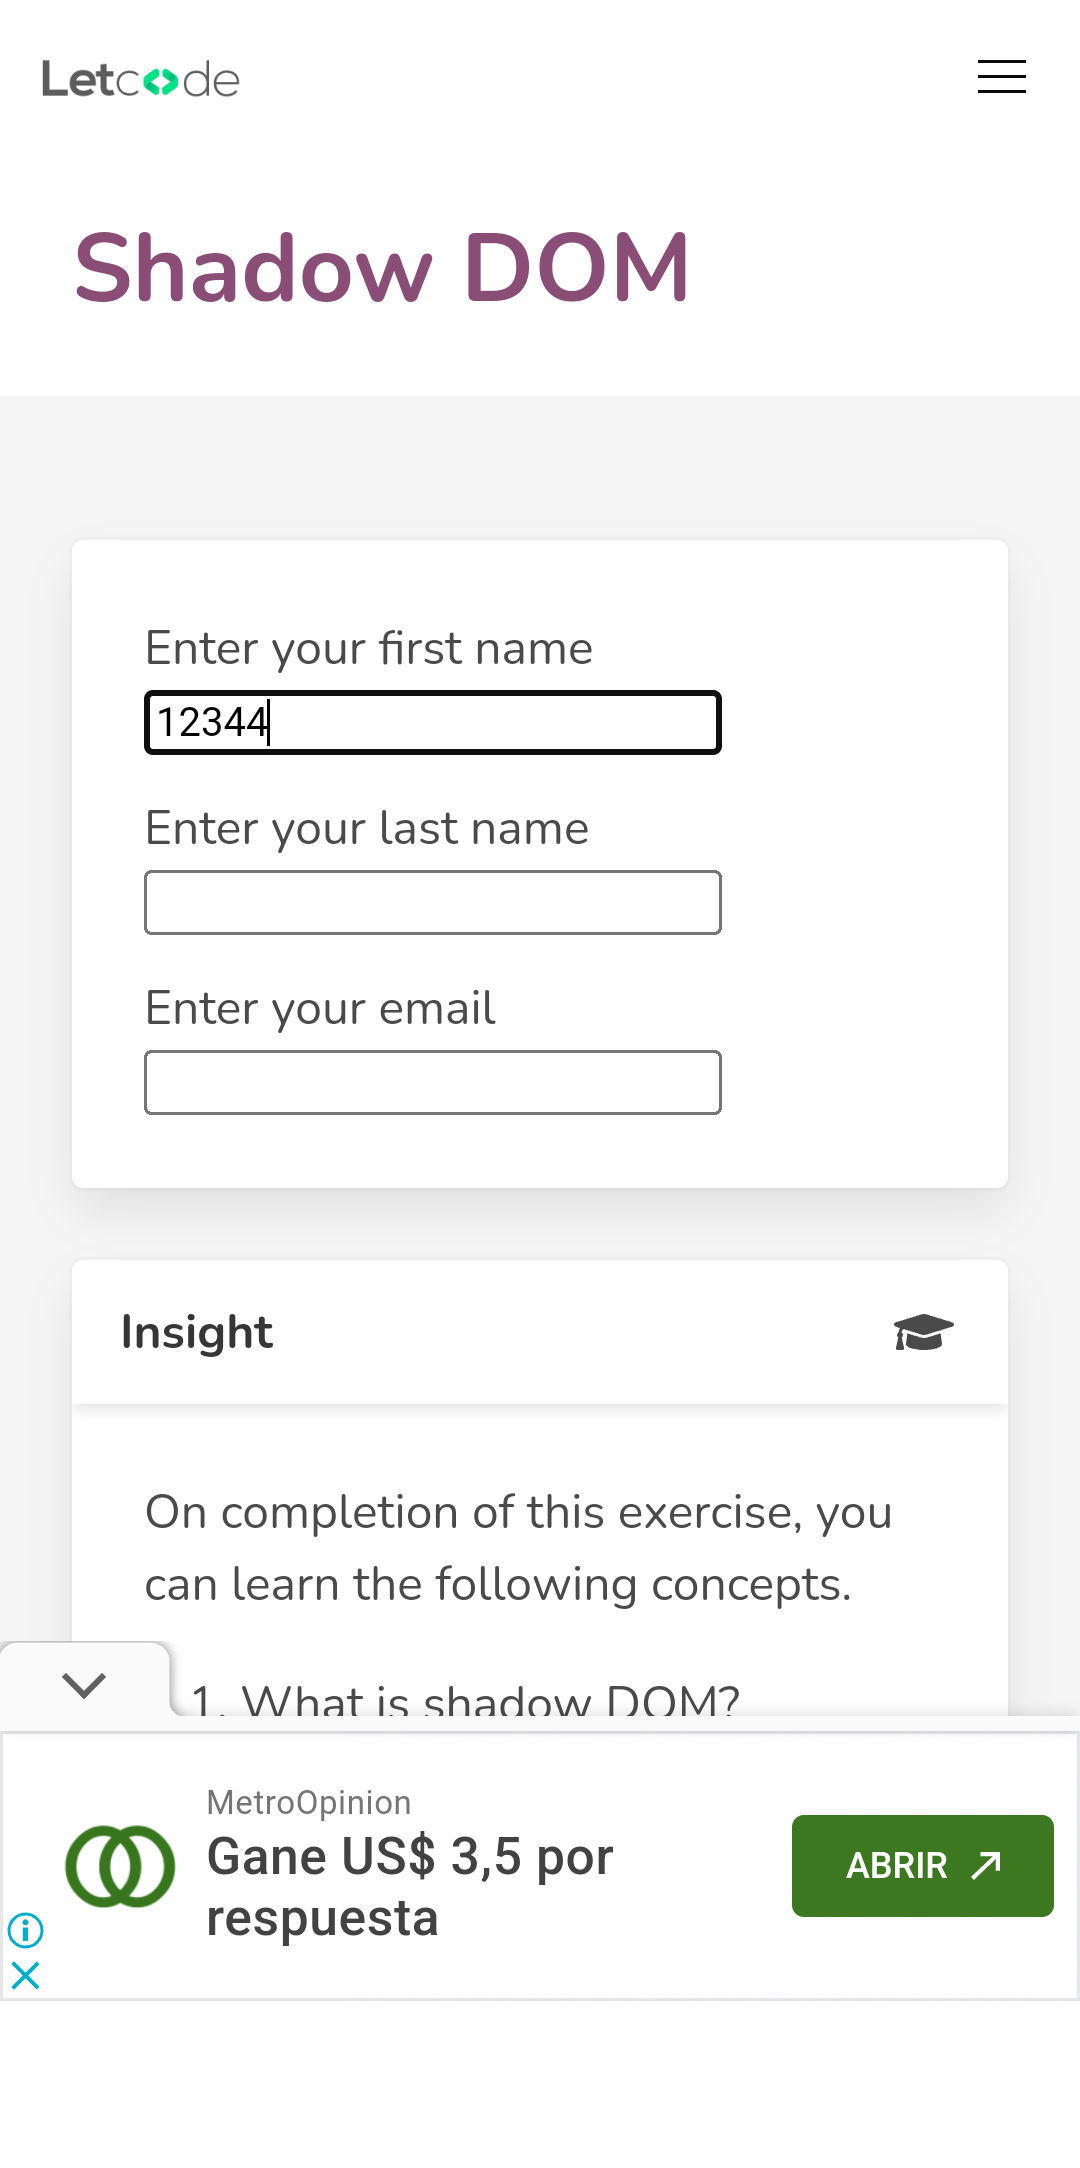 Letcode
Shadow DOM
Enter your first name
12344
Enter your last name
Enter your email
Insight
On completion of this exercise, you
can learn the following concepts.
1. What is shadow DOM?
MetroOpinion
Gane US$ 3,5 por
respuesta
ABRIR